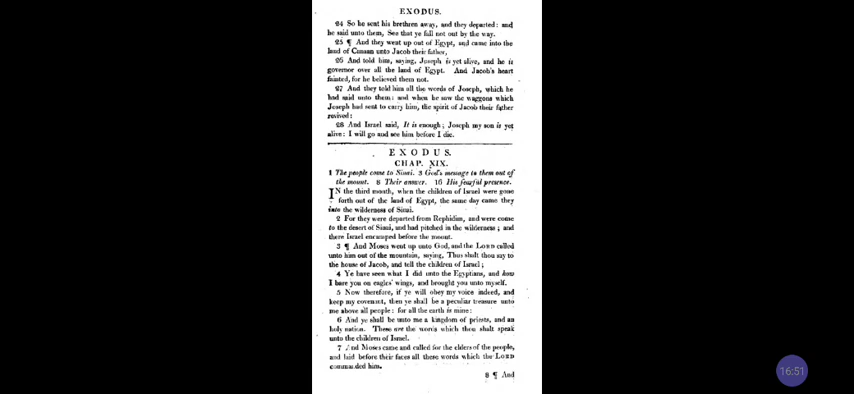 EXODUS.
24 So he sent his brethren away, and they departed: and
he said unto them, See that ye fall not out by the way.
25 ¶ And they went up out of Egypt, and came into the
land of Canaan unto Jacob their father,
26 And told him, saying, Joseph is yet alive, and he is
governor over all the land of Egypt. And Jacob's heart
fainted, for he believed them not.
27 And they told him all the words of Joseph, which he
had said unto them: and when he saw the waggons which
Joseph had sent to carry him, the spirit of Jacob their father
revived:
28 And Israel said, It is enough; Joseph my son is yet
alive: I will go and see him before I die.
EXODUS.
CHAP. XIX.
1 The people come to Sinai. 3 God's message to them out of
the mount. 8 Their answer. 16 His fearful presence.
IN the third month, when the children of Israel were gone
forth out of the land of Egypt, the same day came they
into the wilderness of Sinai.
2 For they were departed from Rephidim, and were come
to the desert of Sinai, and had pitched in the wilderness; and
there Israel encamped before the mount.
3 ¶ And Moses went up unto God, and the LORD called
unto him out of the mountain, saying, Thus shalt thou say to
the house of Jacob, and tell the children of Israel;
4 Ye have seen what I did unto the Egyptians, and how
I bare you on eagles' wings, and brought you unto myself.
5 Now therefore, if ye will obey my voice indeed, and
keep my covenant, then ye shall be a peculiar treasure unto
me above all people: for all the earth is mine:
6 And ye shall be unto me a kingdom of priests, and an
holy nation. These are the words which thou shalt speak
unto the children of Israel.
7 And Moses came and called for the elders of the people,
and laid before their faces all these words which the LORD
commanded him.
8 ¶ And
16:51